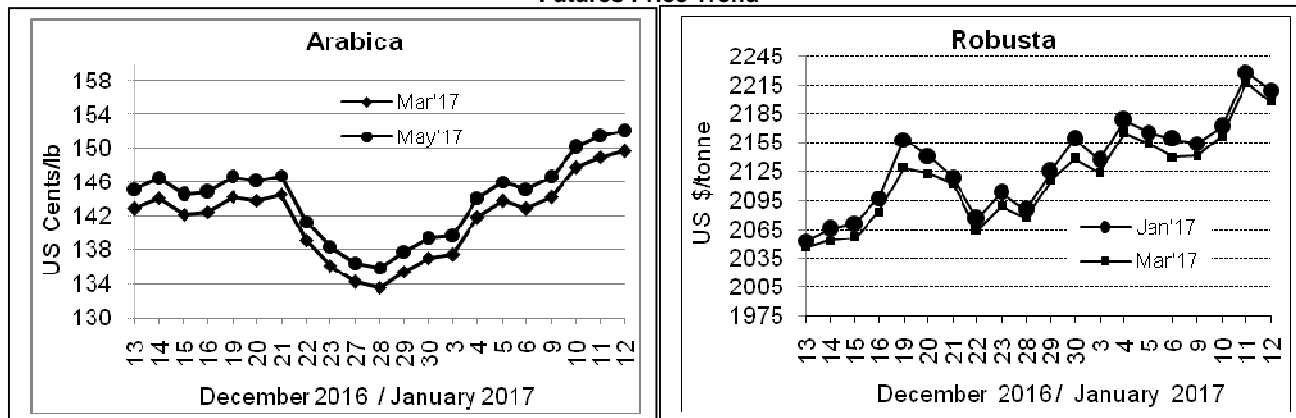 Futures Price Trend
Arabica
158
154
150
146
142
138
134
130
US Cents/lb
Mar'17
May'17
13 14 15 16 19 20 21 22 23 27 28 29 30 3 4 5 6 9 10 11 12
December 2016 / January 2017
Robusta
2245
2215
2185
2155
2125
2095
2065
2035
2005
1975
US $/tonne
Jan'17
Mar'17
13 14 15 16 19 20 21 22 23 28 29 30 3 4 5 6 9 10 11 12
December 2016/ January 2017